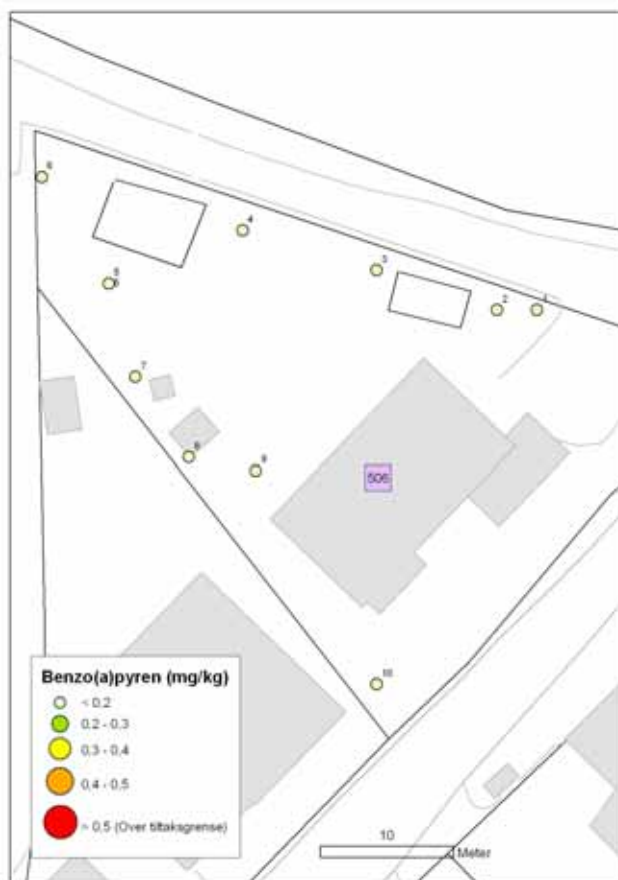 4
3
2
1
5
6
7
8
9
506
10
Benzo(a)pyren (mg/kg)
< 0,2
0,2 - 0,3
0,3 - 0,4
0,4 - 0,5
> 0,5 (Over tiltaksgrense)
10
Meter